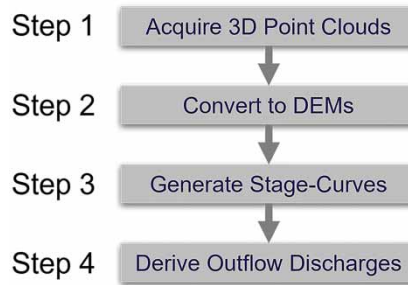 Step 1 Acquire 3D Point Clouds
Step 2 Convert to DEMs
Step 3 Generate Stage-Curves
Step 4 Derive Outflow Discharges